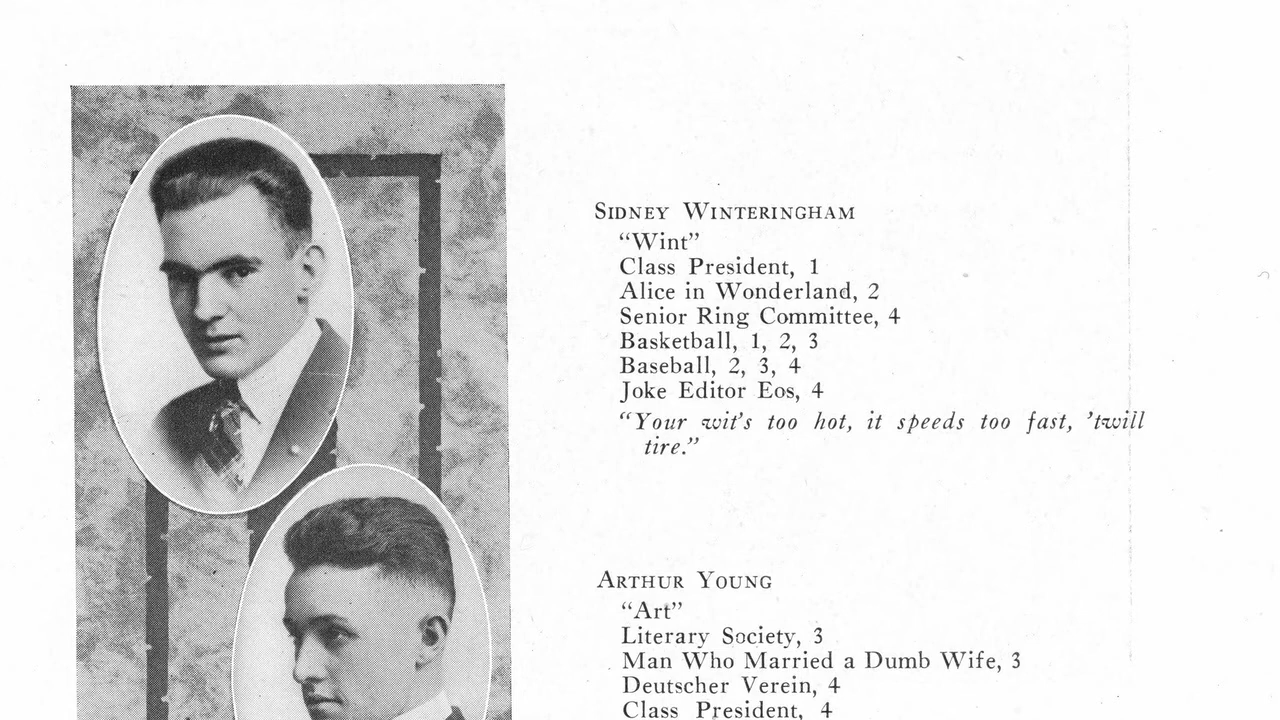 SIDNEY WINTERINGHAM
“Wint”
Class President, 1
Alice in Wonderland, 2
Senior Ring Committee, 4
Basketball, 1, 2, 3
Baseball, 2, 3, 4
Joke Editor Eos, 4
“Your wit’s too hot, it speeds too fast, ’twill
tire.”
ARTHUR YOUNG
“Art”
Literary Society, 3
Man Who Married a Dumb Wife, 3
Deutscher Verein, 4
Class President, 4